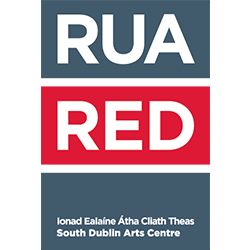 RUA
RED
Ionad Ealaíne Átha Cliath Theas
South Dublin Arts Centre